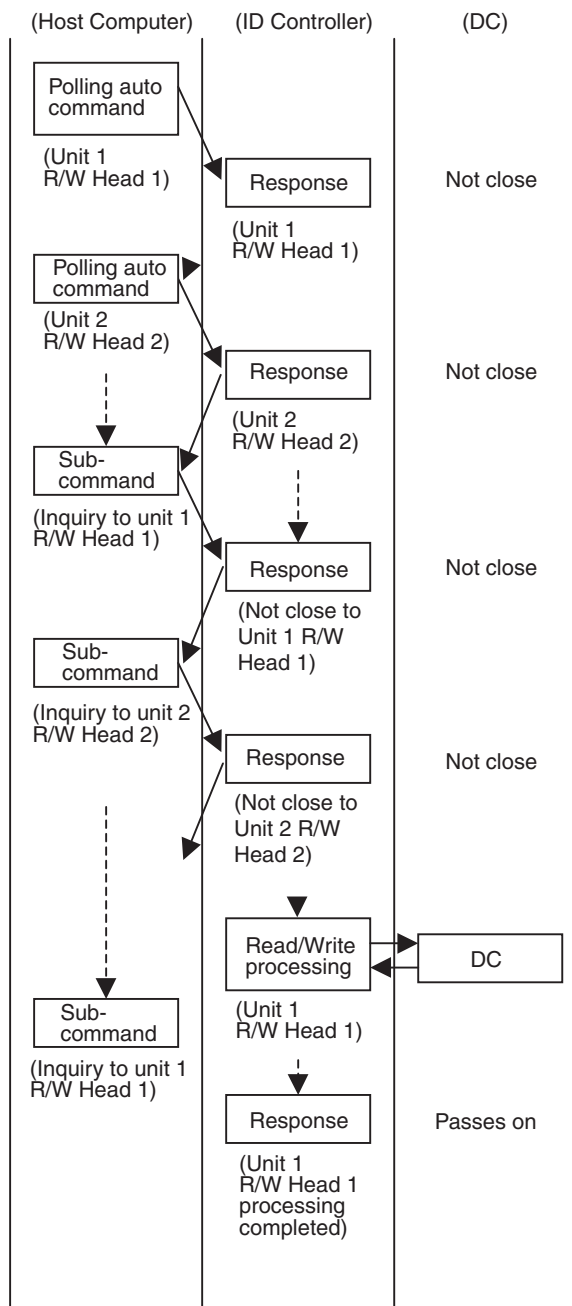 (Host Computer) (ID Controller) (DC)
Polling auto
command
(Unit 1
R/W Head 1)
Response
Not close
(Unit 1
R/W Head 1)
Polling auto
command
(Unit 2
R/W Head 2)
Response
Not close
(Unit 2
R/W Head 2)
Sub-
command
(Inquiry to unit 1
R/W Head 1)
Response
Not close
(Not close to
Unit 1 R/W
Head 1)
Sub-
command
(Inquiry to unit 2
R/W Head 2)
Response
Not close
(Not close to
Unit 2 R/W
Head 2)
Read/Write
processing
DC
(Unit 1
R/W Head 1)
Sub-
command
(Inquiry to unit 1
R/W Head 1)
Response
Passes on
(Unit 1
R/W Head 1
processing
completed)